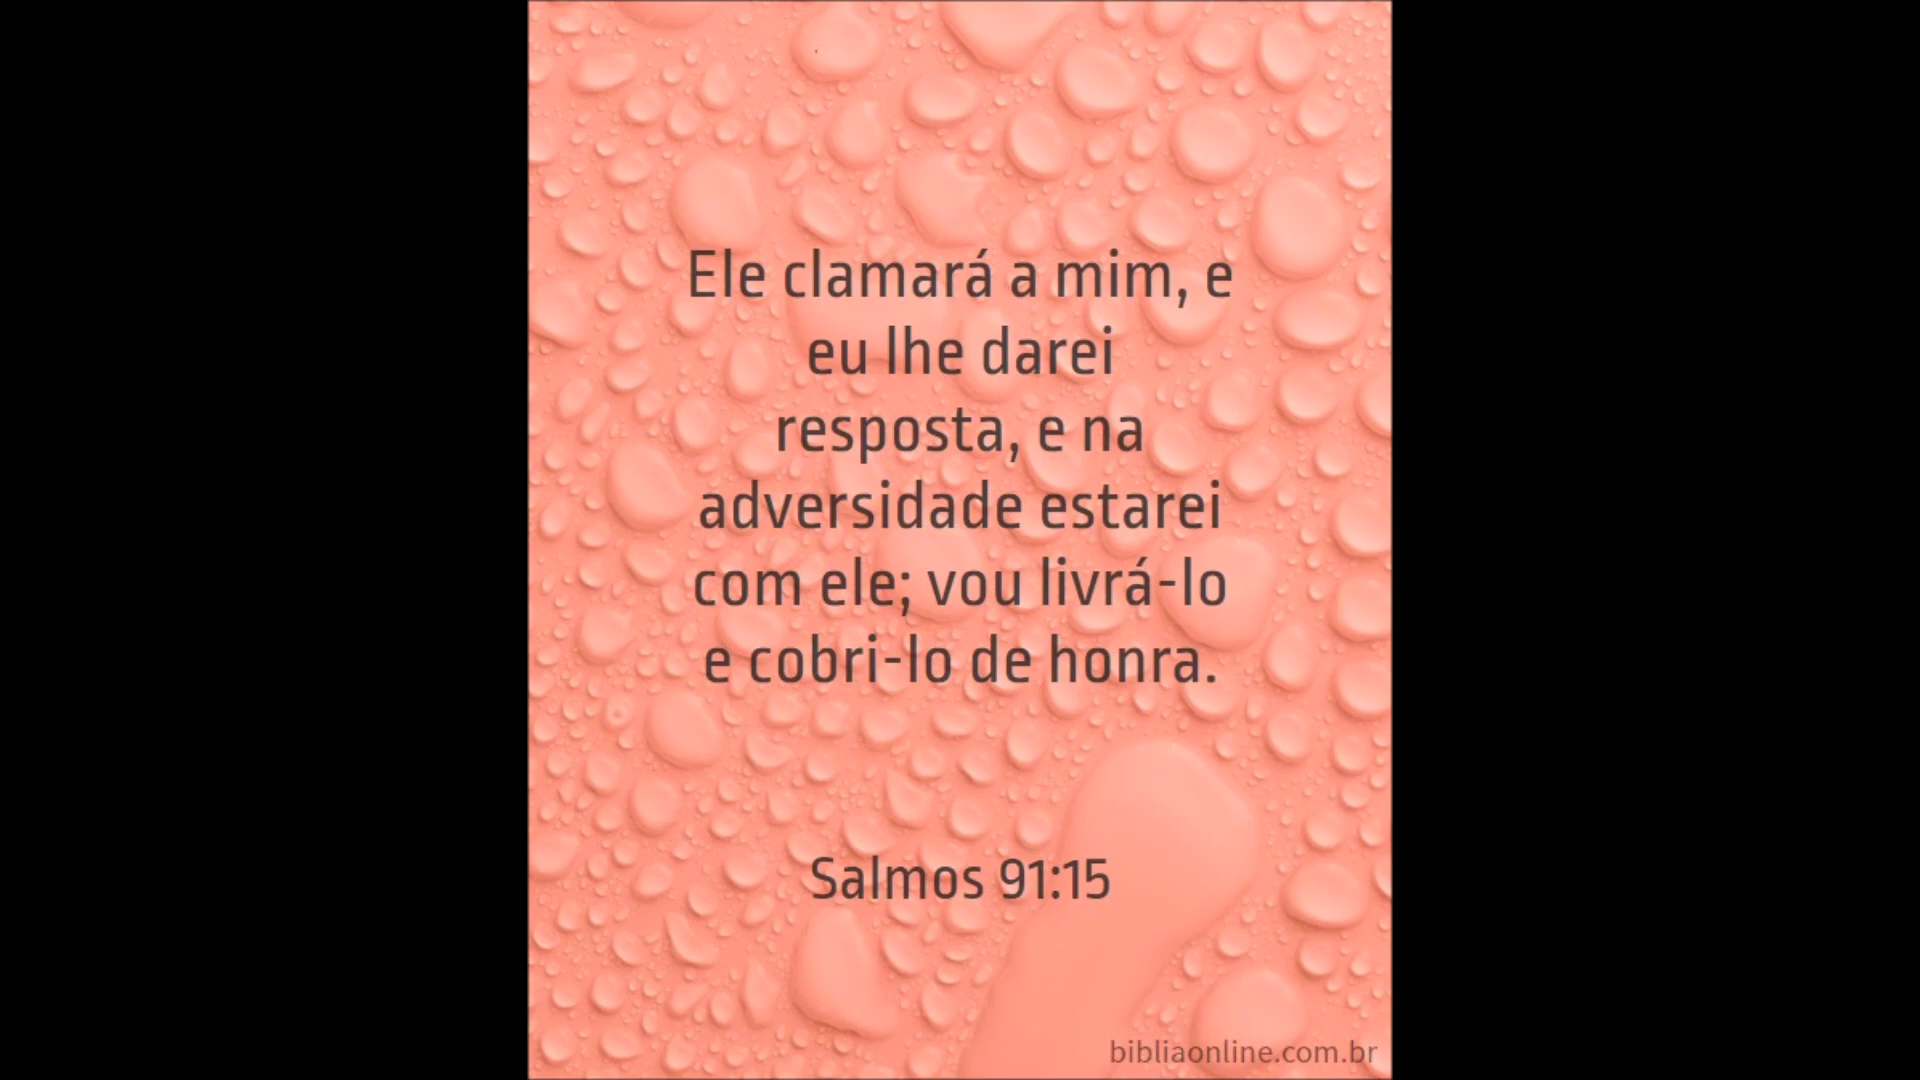 Ele clamará a mim, e
eu lhe darei
resposta, e na
adversidade estarei
com ele; vou livrá-lo
e cobri-lo de honra.
Salmos 91:15
bibliaonline.com.br